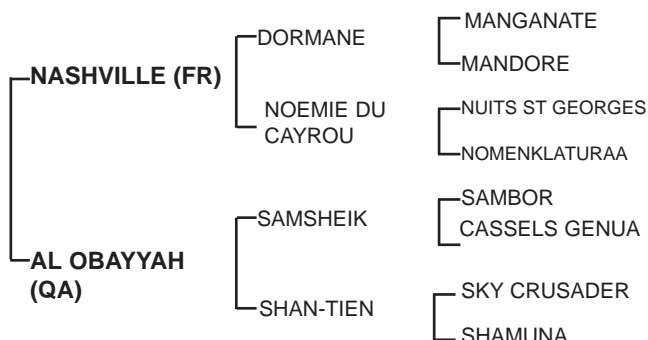 MANGANATE
DORMANE
MANDORE
NASHVILLE (FR)
NOEMIE DU
CAYROU
NUITS ST GEORGES
NOMENKLATURAA
SAMBOR
SAMSHEIK
CASSELS GENUA
AL OBAYYAH
(QA)
SKY CRUSADER
SHAN-TIEN
SHAMUNA